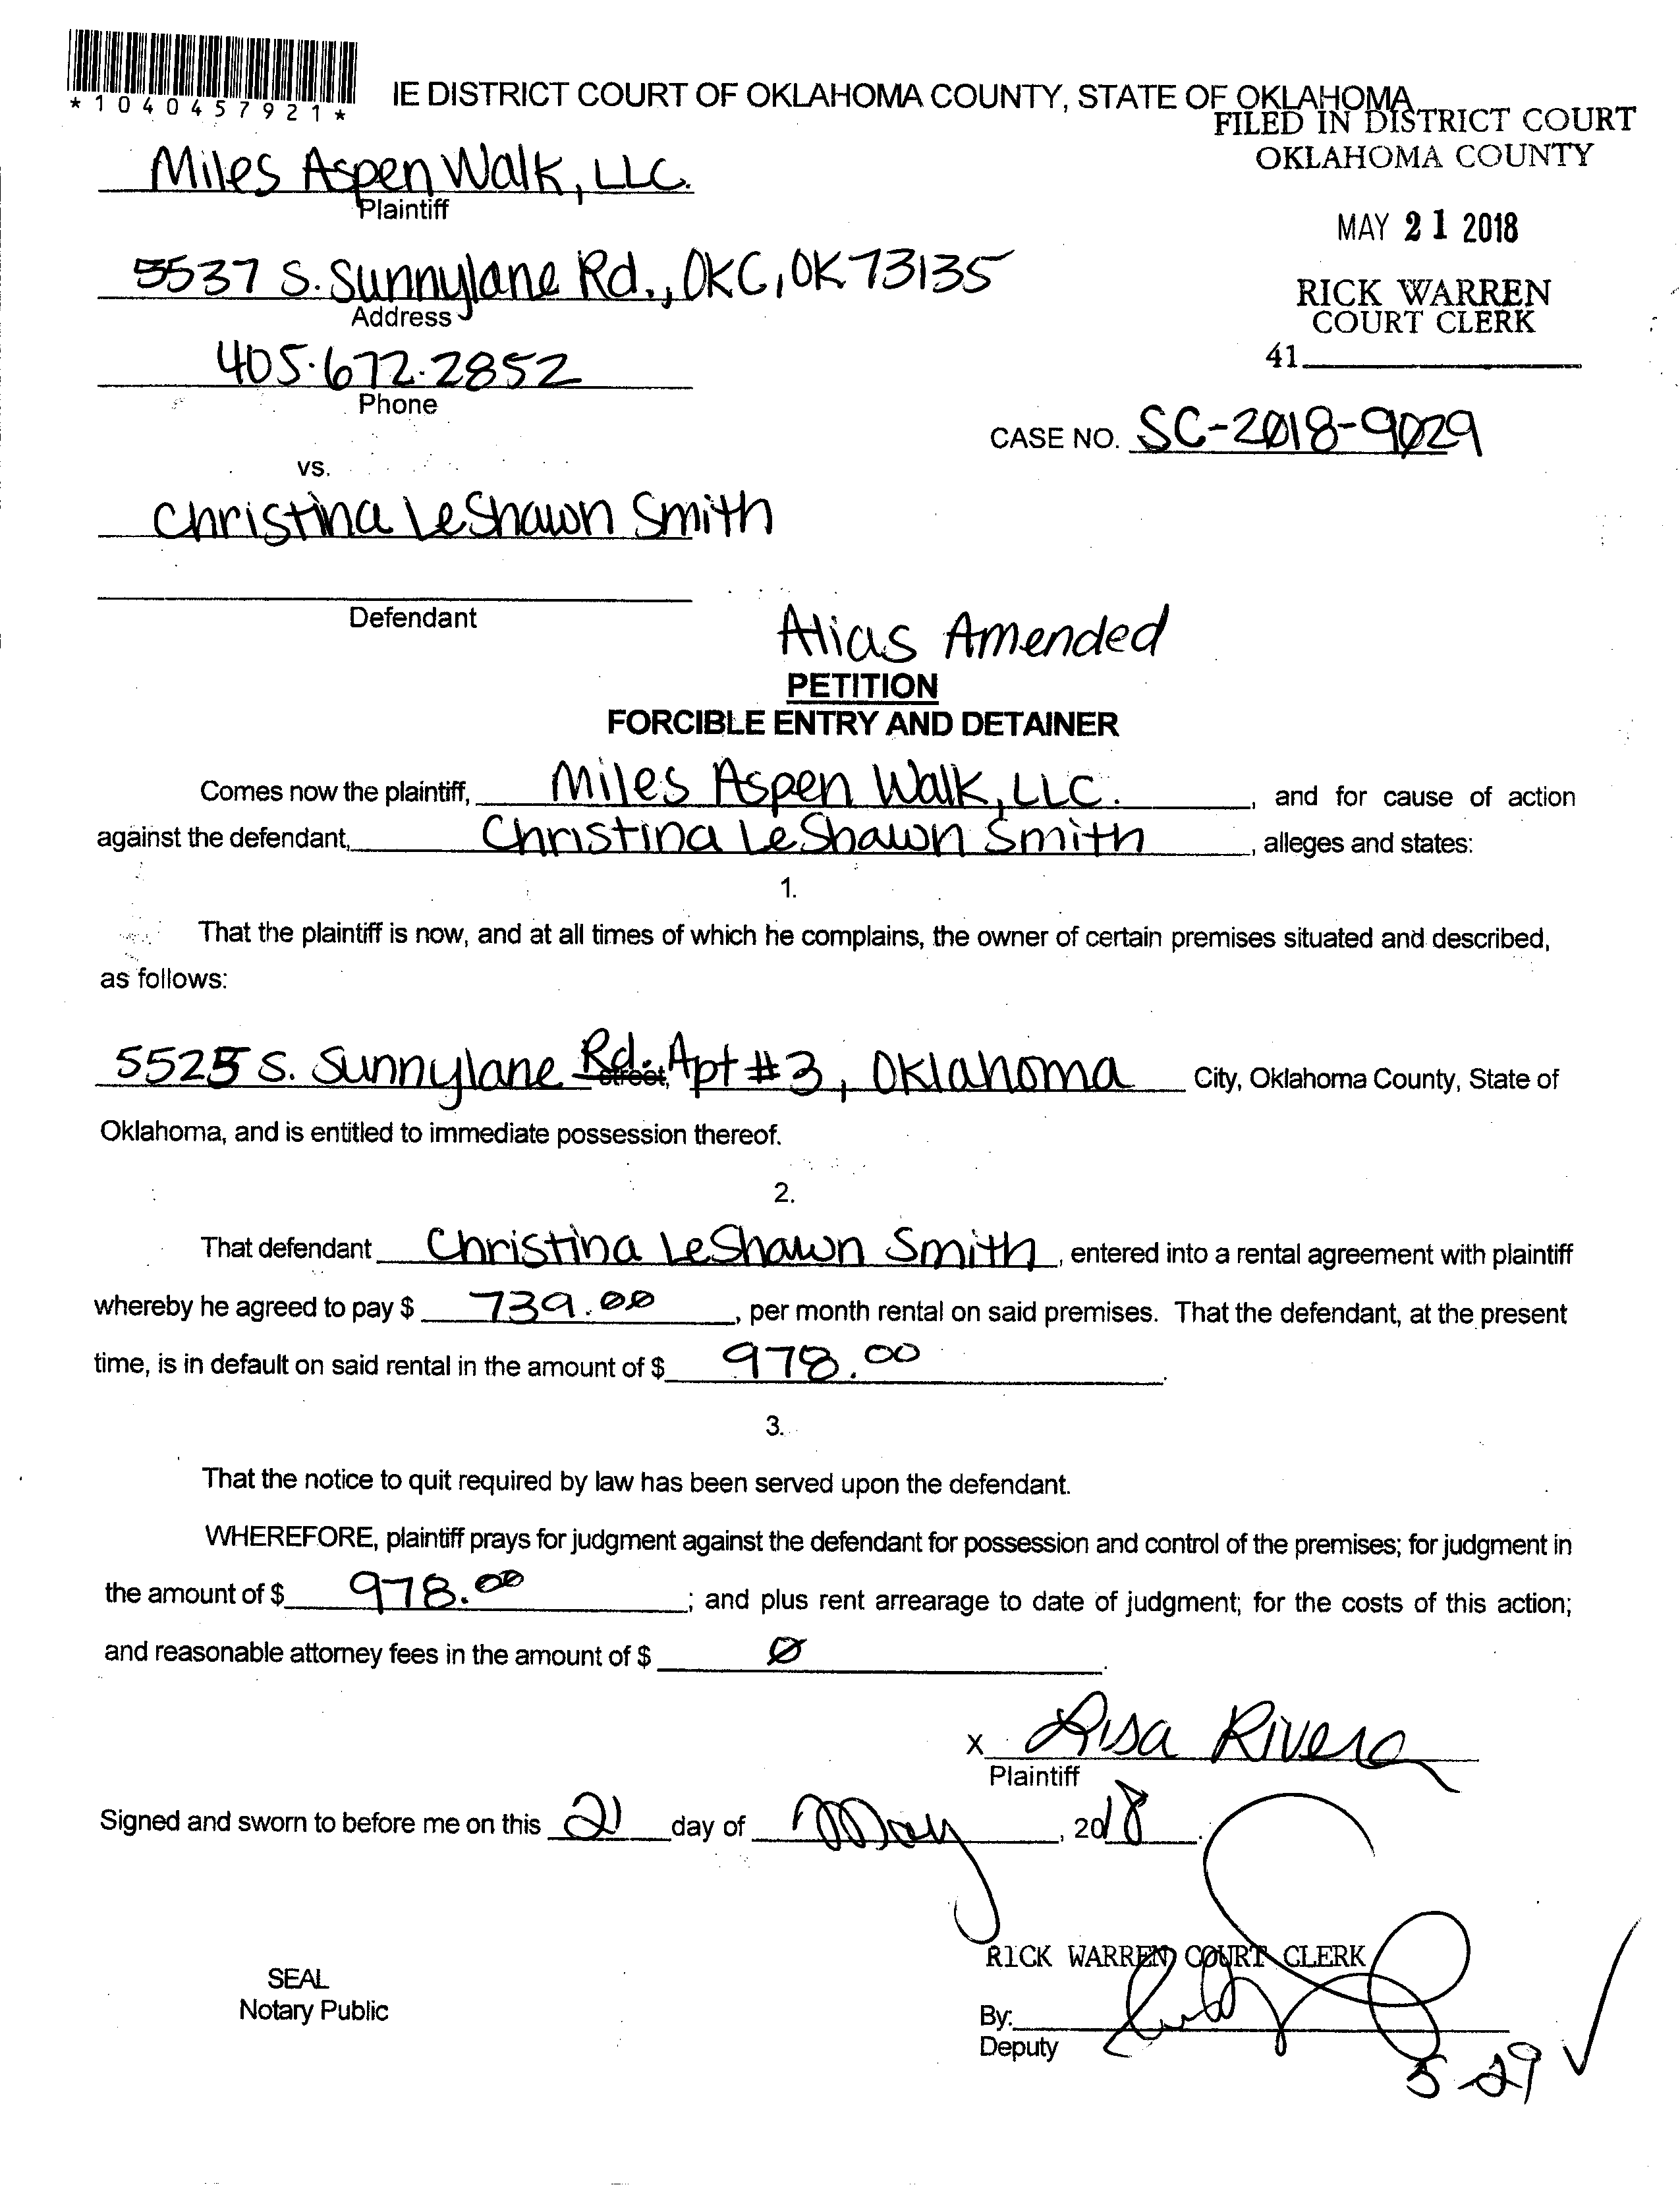 *1040457921*
IE DISTRICT COURT OF OKLAHOMA COUNTY, STATE OF OKLAHOMA
FILED IN DISTRICT COURT
OKLAHOMA COUNTY
Miles Aspen Walk, LLC.
Plaintiff
MAY 21 2018
5537 S. Sunnylane Rd., OKC, OK 73135
Address
RICK WARREN
COURT CLERK
41
405.672.2852
Phone
CASE NO. SC-2018-9029
vs.
Christina LeShawn Smith
Defendant
Alias Amended
PETITION
FORCIBLE ENTRY AND DETAINER
Comes now the plaintiff, Miles Aspen Walk, LLC. , and for cause of action
against the defendant, Christina LeShawn Smith , alleges and states:
1.
That the plaintiff is now, and at all times of which he complains, the owner of certain premises situated and described,
as follows:
5525 S. Sunnylane Rd. Street, Apt #3, Oklahoma City, Oklahoma County, State of
Oklahoma, and is entitled to immediate possession thereof.
2.
That defendant Christina LeShawn Smith , entered into a rental agreement with plaintiff
whereby he agreed to pay $ 739.00 , per month rental on said premises. That the defendant, at the present
time, is in default on said rental in the amount of $ 978.00 .
3.
That the notice to quit required by law has been served upon the defendant.
WHEREFORE, plaintiff prays for judgment against the defendant for possession and control of the premises; for judgment in
the amount of $ 978.00 ; and plus rent arrearage to date of judgment; for the costs of this action;
and reasonable attorney fees in the amount of $ Ø .
X Lisa Rivera
Plaintiff
Signed and sworn to before me on this 21 day of May , 2018 .
RICK WARREN COURT CLERK
SEAL
Notary Public
By:
Deputy
5-29 ✓